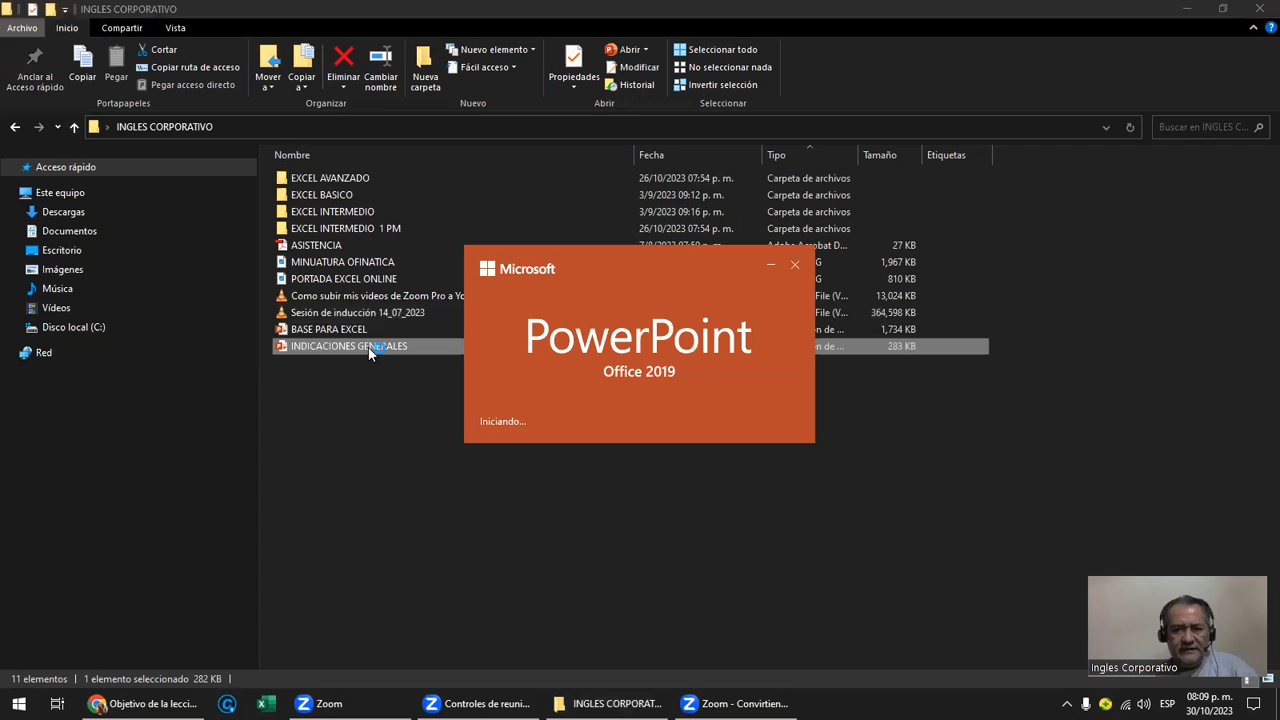 INGLES CORPORATIVO
Archivo Inicio Compartir Vista
Anclar al Acceso rápido
Copiar
Pegar
Cortar
Copiar ruta de acceso
Pegar acceso directo
Mover a
Copiar a
Eliminar
Cambiar nombre
Nueva carpeta
Nuevo elemento
Fácil acceso
Propiedades
Abrir
Modificar
Historial
Seleccionar todo
No seleccionar nada
Invertir selección
Portapapeles Organizar Nuevo Abrir Seleccionar
INGLES CORPORATIVO
Buscar en INGLES C...
Nombre Fecha Tipo Tamaño Etiquetas
Acceso rápido
Este equipo
Descargas
Documentos
Escritorio
Imágenes
Música
Vídeos
Disco local (C:)
Red
EXCEL AVANZADO 26/10/2023 07:54 p. m. Carpeta de archivos
EXCEL BASICO 3/9/2023 09:12 p. m. Carpeta de archivos
EXCEL INTERMEDIO 3/9/2023 09:16 p. m. Carpeta de archivos
EXCEL INTERMEDIO 1 PM 26/10/2023 07:54 p. m. Carpeta de archivos
ASISTENCIA 27 KB
MINUATURA OFINATICA 1,967 KB
PORTADA EXCEL ONLINE 810 KB
Como subir mis videos de Zoom Pro a Yo File (V... 13,024 KB
Sesión de inducción 14_07_2023 File (V... 364,598 KB
BASE PARA EXCEL ón de ... 1,734 KB
INDICACIONES GENERALES ón de ... 283 KB
Microsoft
PowerPoint
Office 2019
Iniciando...
Ingles Corporativo
11 elementos 1 elemento seleccionado 282 KB
Objetivo de la lecci...
Zoom
Controles de reuni...
INGLES CORPORAT...
Zoom - Convirtien...
ESP
08:09 p. m.
30/10/2023